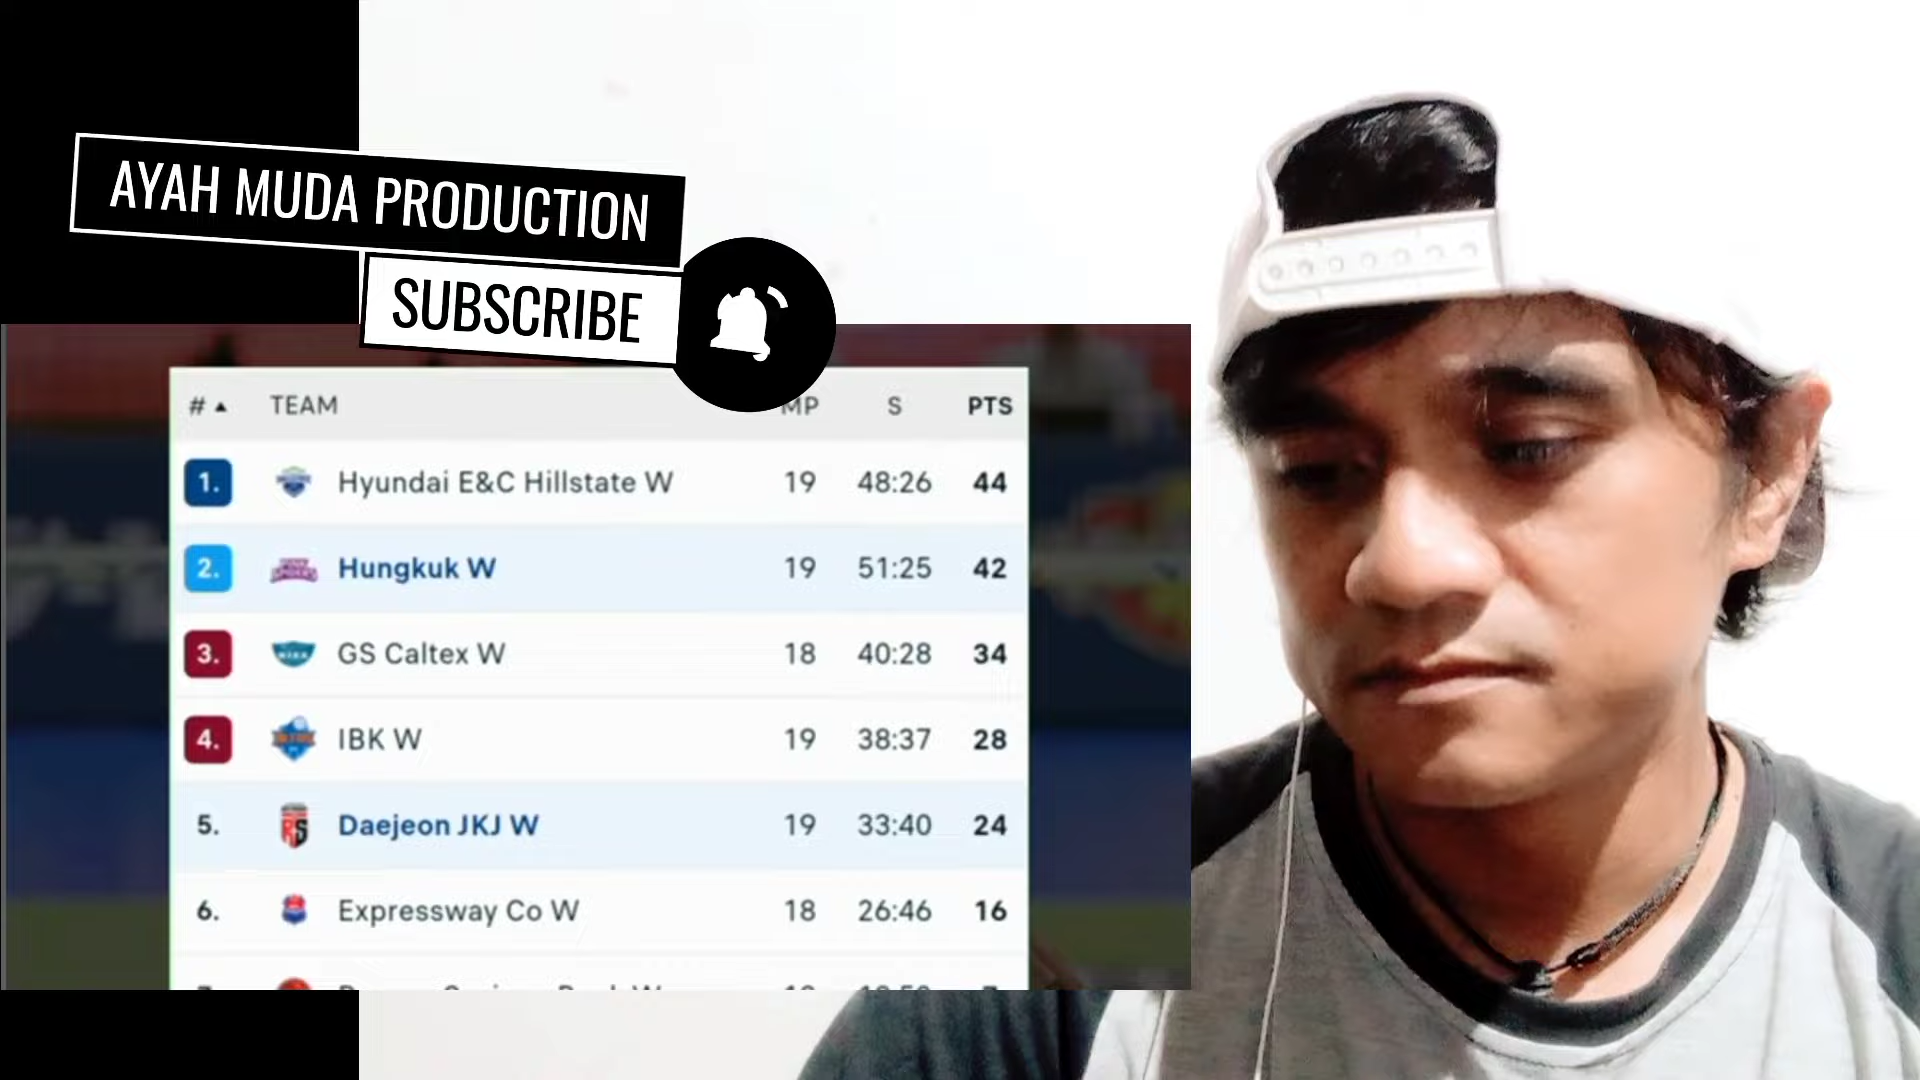 AYAH MUDA PRODUCTION
SUBSCRIBE
# TEAM MP S PTS
1. Hyundai E&C Hillstate W 19 48:26 44
2. Hungkuk W 19 51:25 42
3. GS Caltex W 18 40:28 34
4. IBK W 19 38:37 28
5. RS Daejeon JKJ W 19 33:40 24
6. Expressway Co W 18 26:46 16